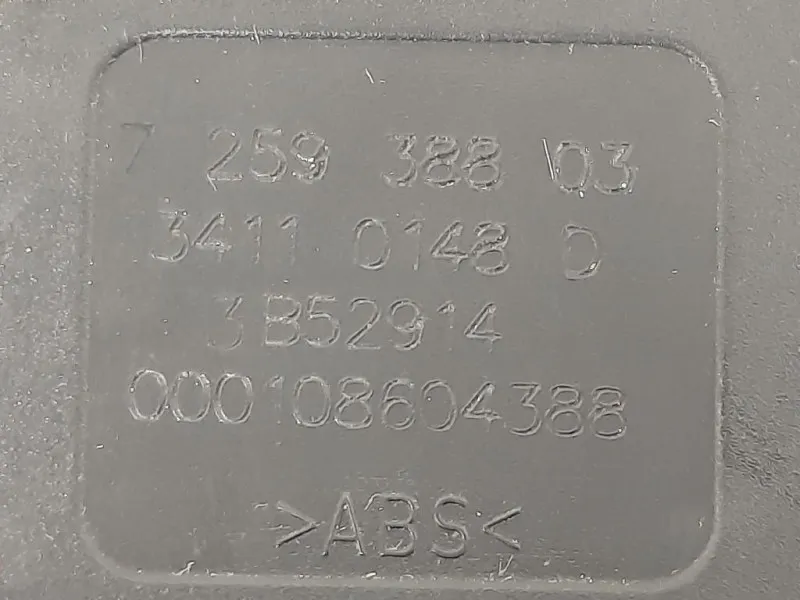 7 259 388 03
3411 0148 D
3B52914
000108604388
>ABS<